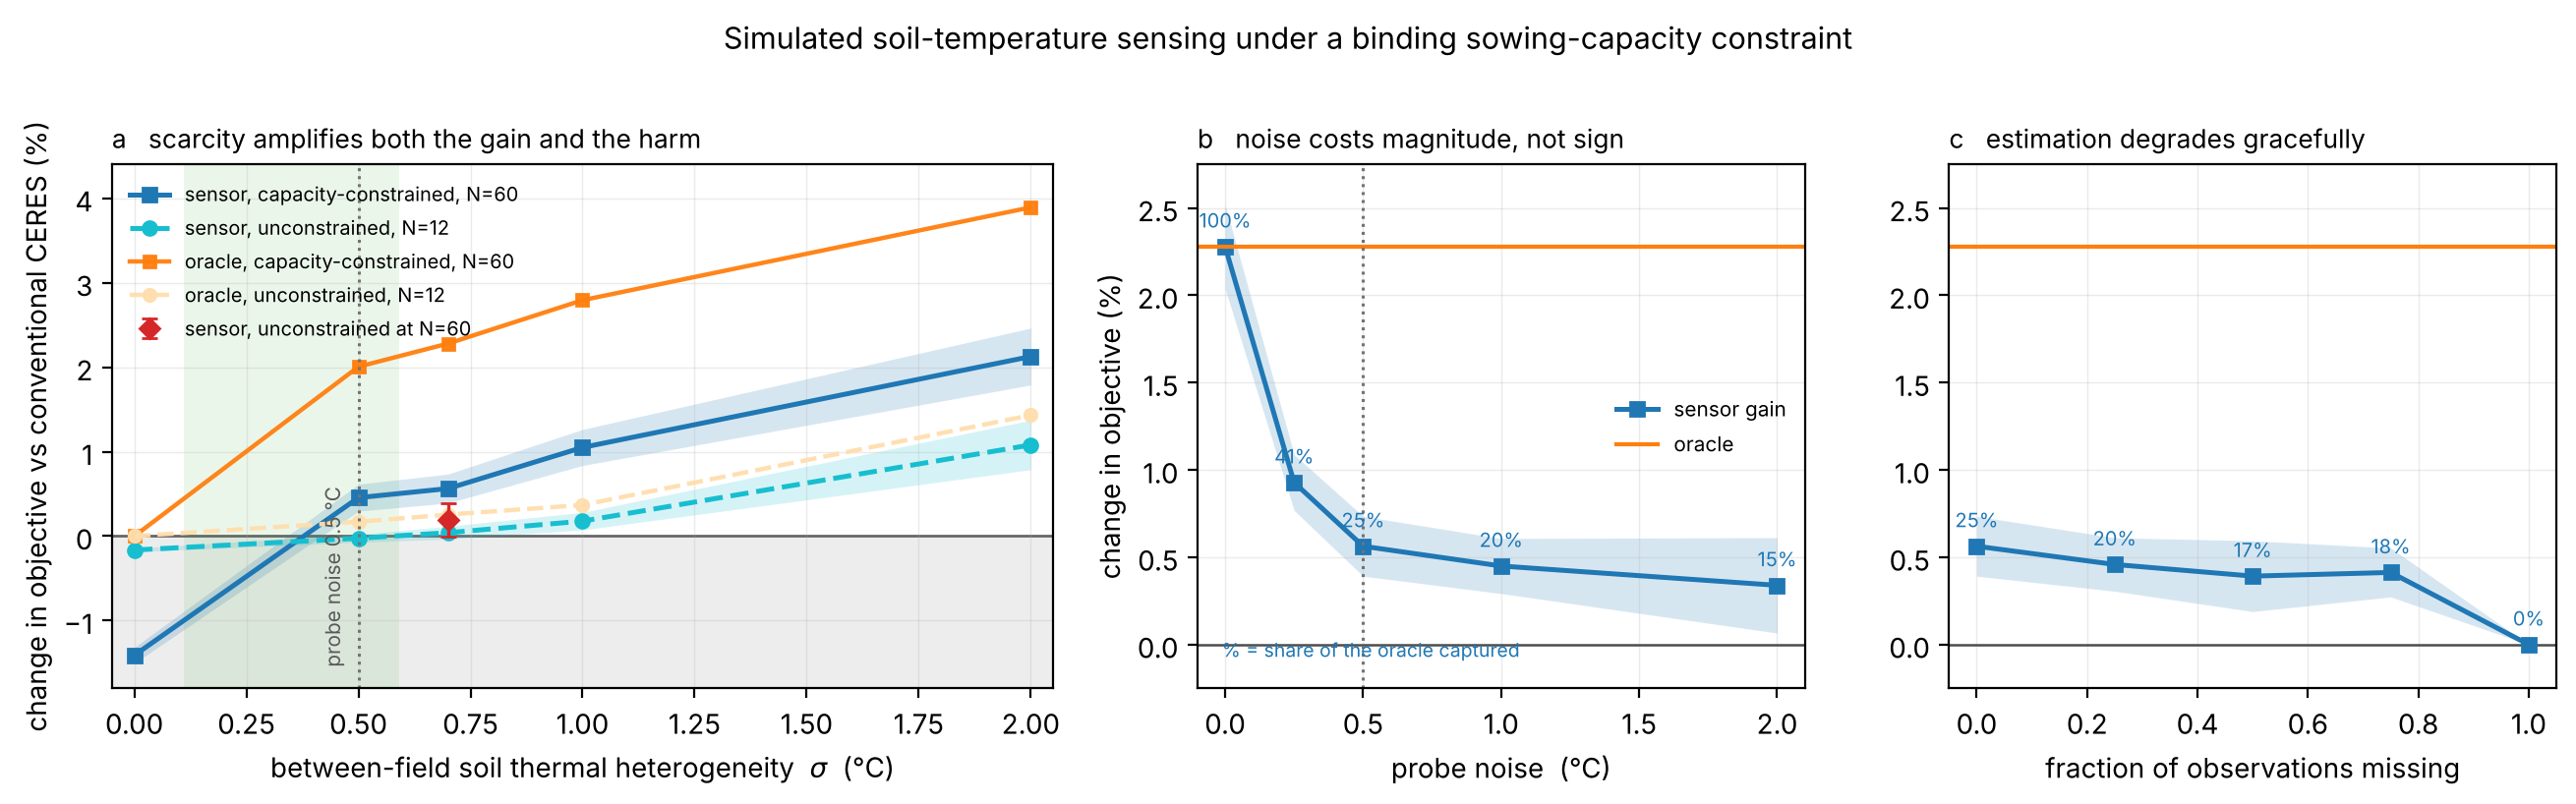 Simulated soil-temperature sensing under a binding sowing-capacity constraint
a scarcity amplifies both the gain and the harm
change in objective vs conventional CERES (%)
4
3
2
1
0
−1
sensor, capacity-constrained, N=60
sensor, unconstrained, N=12
oracle, capacity-constrained, N=60
oracle, unconstrained, N=12
sensor, unconstrained at N=60
probe noise 0.5 °C
0.00 0.25 0.50 0.75 1.00 1.25 1.50 1.75 2.00
between-field soil thermal heterogeneity σ (°C)
b noise costs magnitude, not sign
change in objective (%)
2.5
2.0
1.5
1.0
0.5
0.0
100%
41%
25%
20%
15%
sensor gain
oracle
% = share of the oracle captured
0.0 0.5 1.0 1.5 2.0
probe noise (°C)
c estimation degrades gracefully
2.5
2.0
1.5
1.0
0.5
0.0
25%
20%
17%
18%
0%
0.0 0.2 0.4 0.6 0.8 1.0
fraction of observations missing